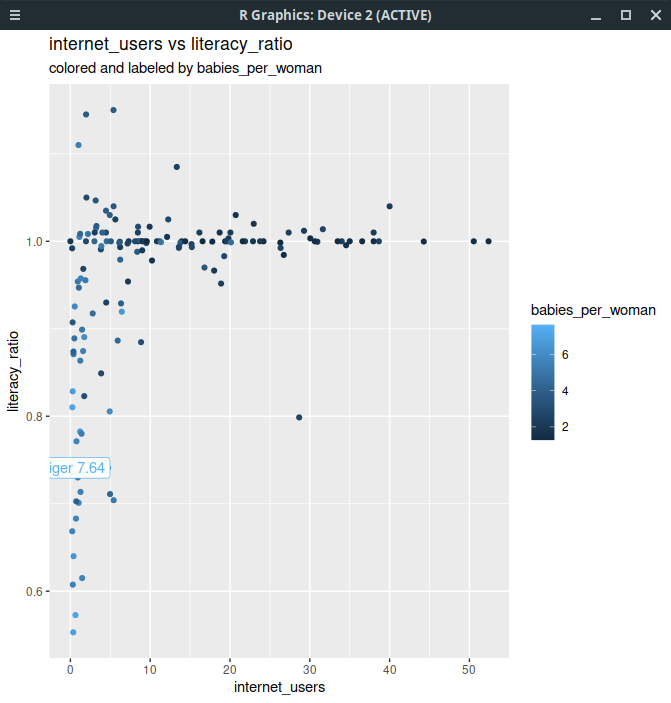 R Graphics: Device 2 (ACTIVE)
internet_users vs literacy_ratio
colored and labeled by babies_per_woman
1.0
0.8
0.6
literacy_ratio
iger 7.64
0
10
20
30
40
50
internet_users
babies_per_woman
6
4
2